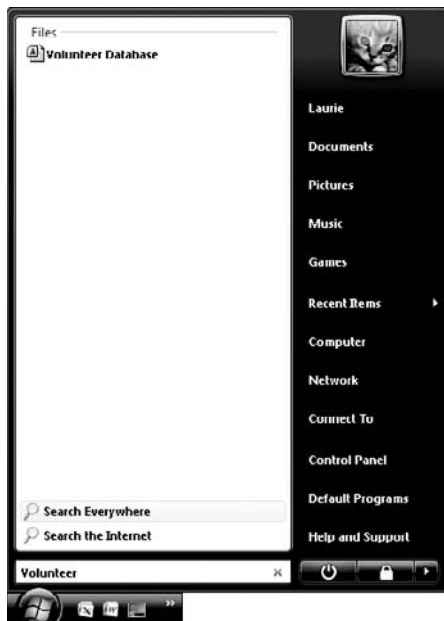 Files
Volunteer Database
Search Everywhere
Search the Internet
Volunteer
Laurie
Documents
Pictures
Music
Games
Recent Items
Computer
Network
Connect To
Control Panel
Default Programs
Help and Support